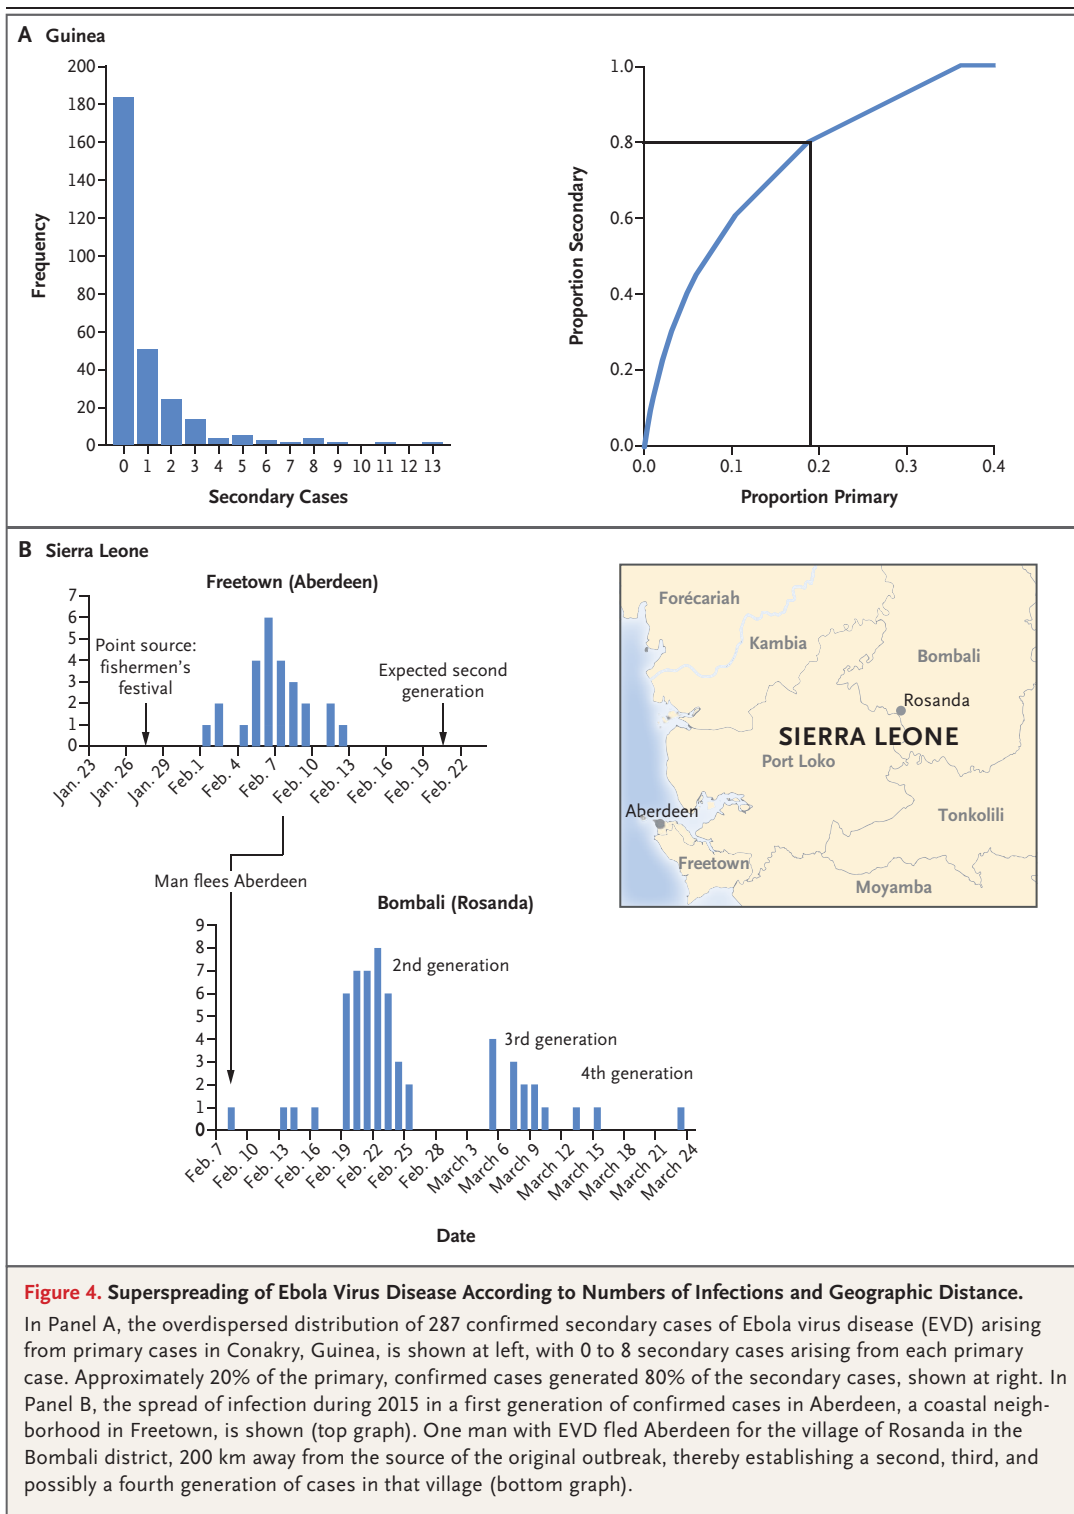 A Guinea
200
180
160
140
120
100
80
60
40
20
0
Frequency
0 1 2 3 4 5 6 7 8 9 10 11 12 13
Secondary Cases
1.0
0.8
0.6
0.4
0.2
0.0
Proportion Secondary
0.0 0.1 0.2 0.3 0.4
Proportion Primary
B Sierra Leone
Freetown (Aberdeen)
7
6
5
4
3
2
1
0
Point source:
fishermen's
festival
Expected second
generation
Jan. 23
Jan. 26
Jan. 29
Feb.1
Feb. 4
Feb. 7
Feb. 10
Feb. 13
Feb. 16
Feb. 19
Feb. 22
Man flees Aberdeen
Bombali (Rosanda)
9
8
7
6
5
4
3
2
1
0
2nd generation
3rd generation
4th generation
Feb. 7
Feb. 10
Feb. 13
Feb. 16
Feb. 19
Feb. 22
Feb. 25
Feb. 28
March 3
March 6
March 9
March 12
March 15
March 18
March 21
March 24
Date
Forécariah
Kambia
Bombali
Rosanda
SIERRA LEONE
Port Loko
Aberdeen
Tonkolili
Freetown
Moyamba
Figure 4. Superspreading of Ebola Virus Disease According to Numbers of Infections and Geographic Distance.
In Panel A, the overdispersed distribution of 287 confirmed secondary cases of Ebola virus disease (EVD) arising
from primary cases in Conakry, Guinea, is shown at left, with 0 to 8 secondary cases arising from each primary
case. Approximately 20% of the primary, confirmed cases generated 80% of the secondary cases, shown at right. In
Panel B, the spread of infection during 2015 in a first generation of confirmed cases in Aberdeen, a coastal neigh-
borhood in Freetown, is shown (top graph). One man with EVD fled Aberdeen for the village of Rosanda in the
Bombali district, 200 km away from the source of the original outbreak, thereby establishing a second, third, and
possibly a fourth generation of cases in that village (bottom graph).